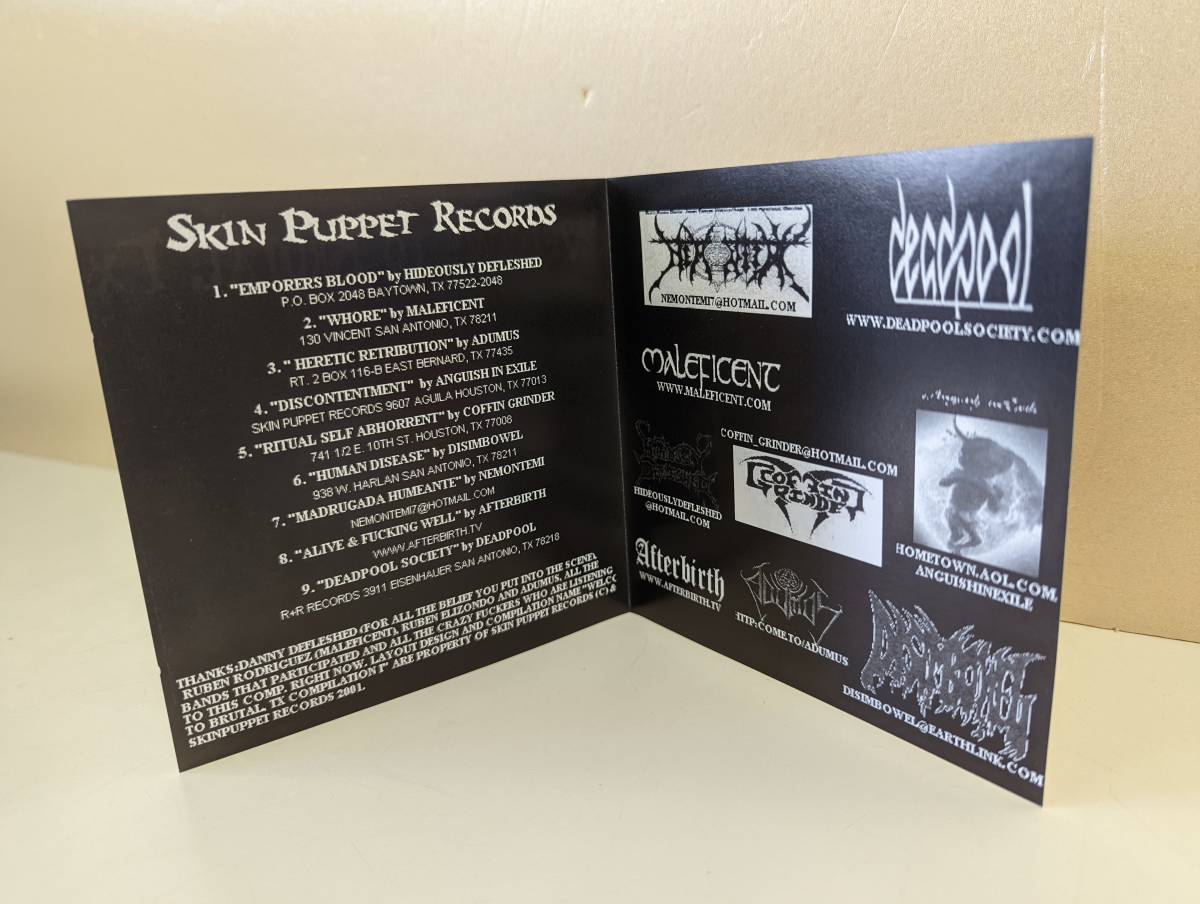 SKIN PUPPET RECORDS
1. "EMPORERS BLOOD" by HIDEOUSLY DEFLESHED
P.O. BOX 2048 BAYTOWN, TX 77522-2048
2. "WHORE" by MALEFICENT
130 VINCENT SAN ANTONIO, TX 78211
3. " HERETIC RETRIBUTION" by ADUMUS
RT. 2 BOX 116-B EAST BERNARD, TX 77435
4. "DISCONTENTMENT" by ANGUISH IN EXILE
SKIN PUPPET RECORDS 9607 AGUILA HOUSTON, TX 77013
5. "RITUAL SELF ABHORRENT" by COFFIN GRINDER
741 1/2 E. 10TH ST. HOUSTON, TX 77008
6. "HUMAN DISEASE" by DISIMBOWEL
938 W. HARLAN SAN ANTONIO, TX 78211
7. "MADRUGADA HUMEANTE" by NEMONTEMI
NEMONTEMI7@HOTMAIL.COM
8. "ALIVE & FUCKING WELL" by AFTERBIRTH
WWW.AFTERBIRTH.TV
9. "DEADPOOL SOCIETY" by DEADPOOL
R+R RECORDS 3911 EISENHAUER SAN ANTONIO, TX 78218
THANKS:DANNY DEFLESHED (FOR ALL THE BELIEF YOU PUT INTO THE SCENE),
RUBEN RODRIGUEZ (MALEFICENT), RUBEN ELIZONDO AND ADUMUS, ALL THE
BANDS THAT PARTICIPATED AND ALL THE CRAZY FUCKERS WHO ARE LISTENING
TO THIS COMP, RIGHT NOW. LAYOUT DESIGN AND COMPILATION NAME "WELCO
TO BRUTAL, TX COMPILATION I" ARE PROPERTY OF SKIN PUPPET RECORDS (C) &
SKINPUPPET RECORDS 2001.
NEMONTEMI
NEMONTEMI7@HOTMAIL.COM
deadpool
WWW.DEADPOOLSOCIETY.COM
MALEFICENT
WWW.MALEFICENT.COM
HIDEOUSLY DEFLESHED
HIDEOUSLYDEFLESHED
@HOTMAIL.COM
COFFIN_GRINDER@HOTMAIL.COM
COFFIN
GRINDER
HOMETOWN.AOL.COM/
ANGUISHINEXILE
Afterbirth
WWW.AFTERBIRTH.TV
ADUMUS
HTTP:COME.TO/ADUMUS
DISIMBOWEL
DISIMBOWEL@EARTHLINK.COM